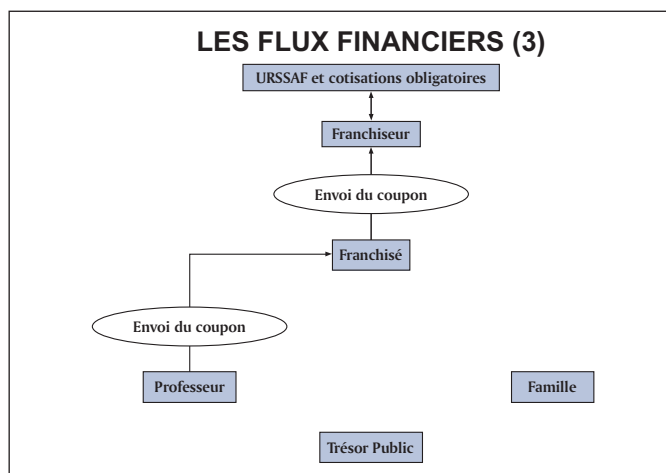 LES FLUX FINANCIERS (3)
URSSAF et cotisations obligatoires
Franchiseur
Envoi du coupon
Franchisé
Envoi du coupon
Professeur
Famille
Trésor Public